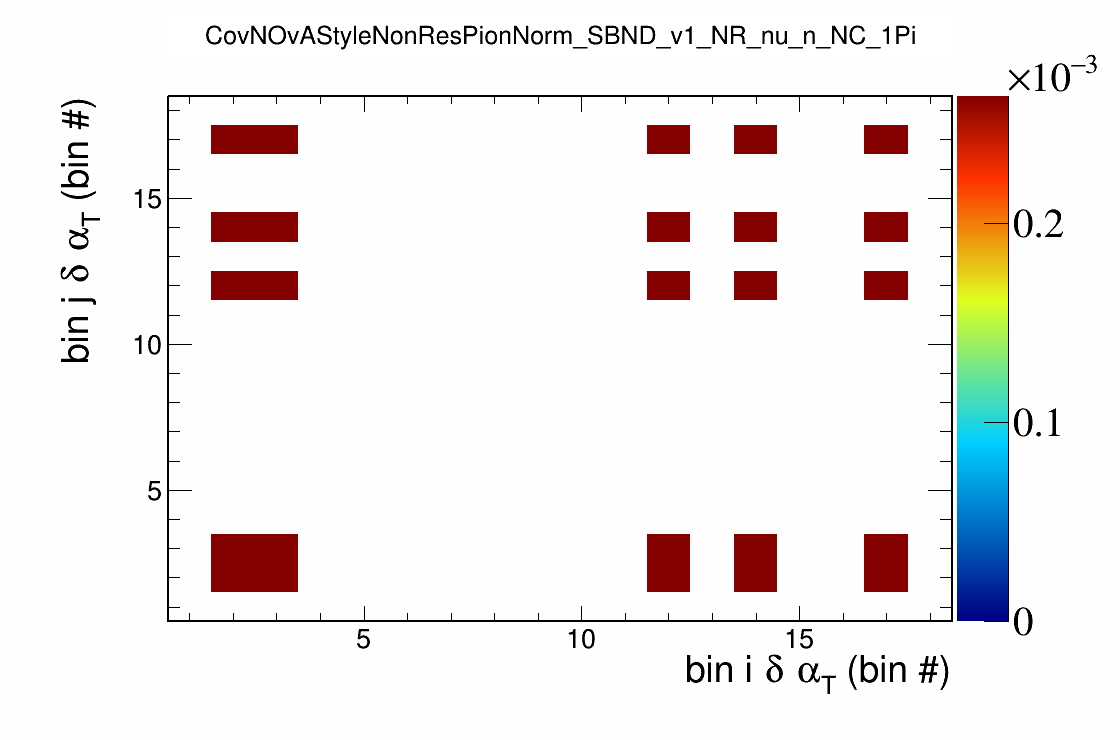 CovNOvAStyleNonResPionNorm_SBND_v1_NR_nu_n_NC_1Pi
×10⁻³
bin j δ α_T (bin #)
15
10
5
0.2
0.1
0
5 10 15
bin i δ α_T (bin #)